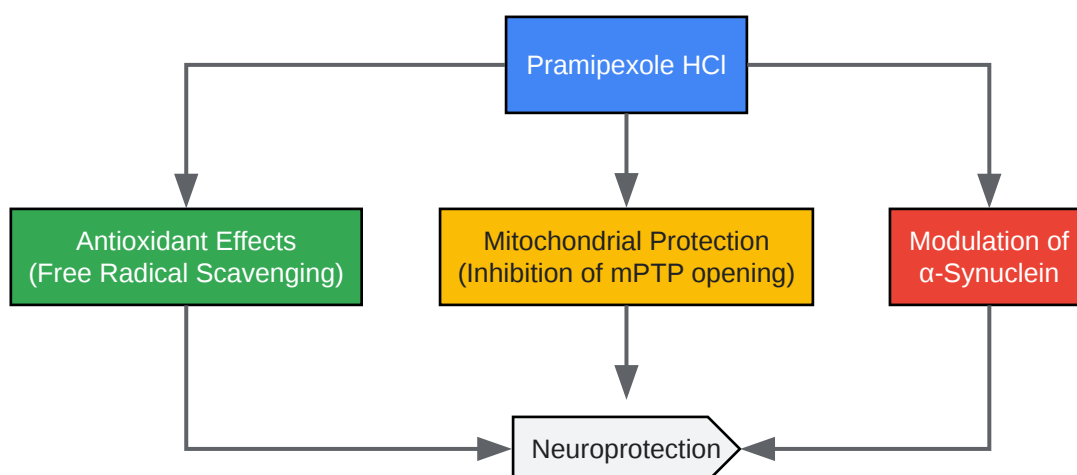 Pramipexole HCl
Antioxidant Effects
(Free Radical Scavenging)
Mitochondrial Protection
(Inhibition of mPTP opening)
Modulation of
α-Synuclein
Neuroprotection